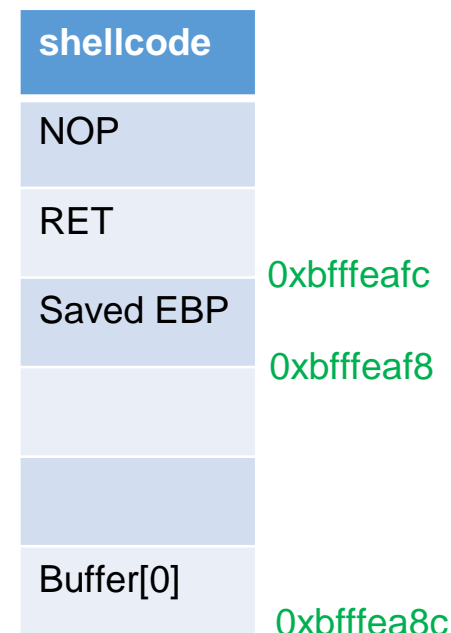 shellcode
NOP
RET
0xbfffeafc
Saved EBP
0xbfffeaf8
Buffer[0]
0xbfffea8c